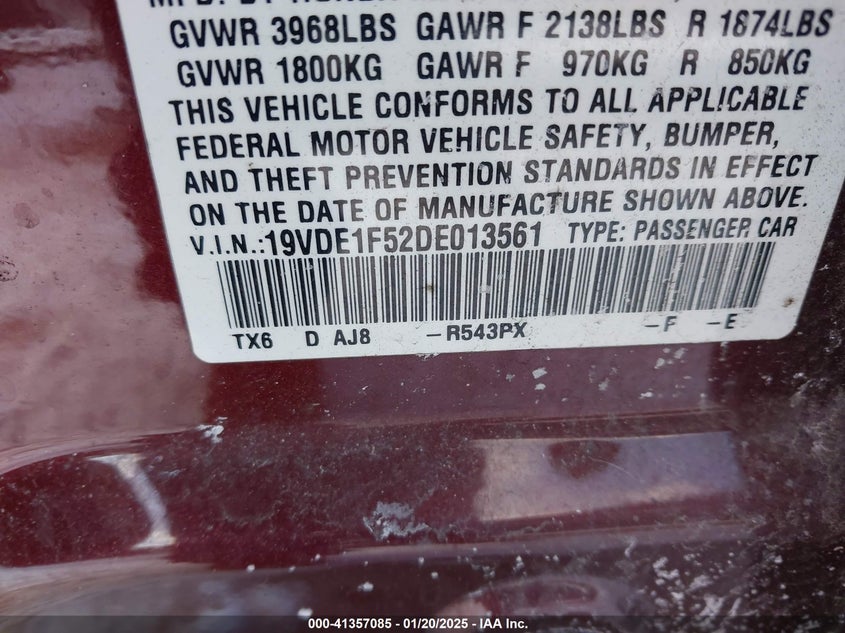 GVWR 3968LBS GAWR F 2138LBS R 1874LBS
GVWR 1800KG GAWR F 970KG R 850KG
THIS VEHICLE CONFORMS TO ALL APPLICABLE
FEDERAL MOTOR VEHICLE SAFETY, BUMPER,
AND THEFT PREVENTION STANDARDS IN EFFECT
ON THE DATE OF MANUFACTURE SHOWN ABOVE.
V.I.N.:19VDE1F52DE013561 TYPE: PASSENGER CAR
TX6 D AJ8 –R543PX –F –E
000-41357085 / 01/20/2025 - IAA Inc.